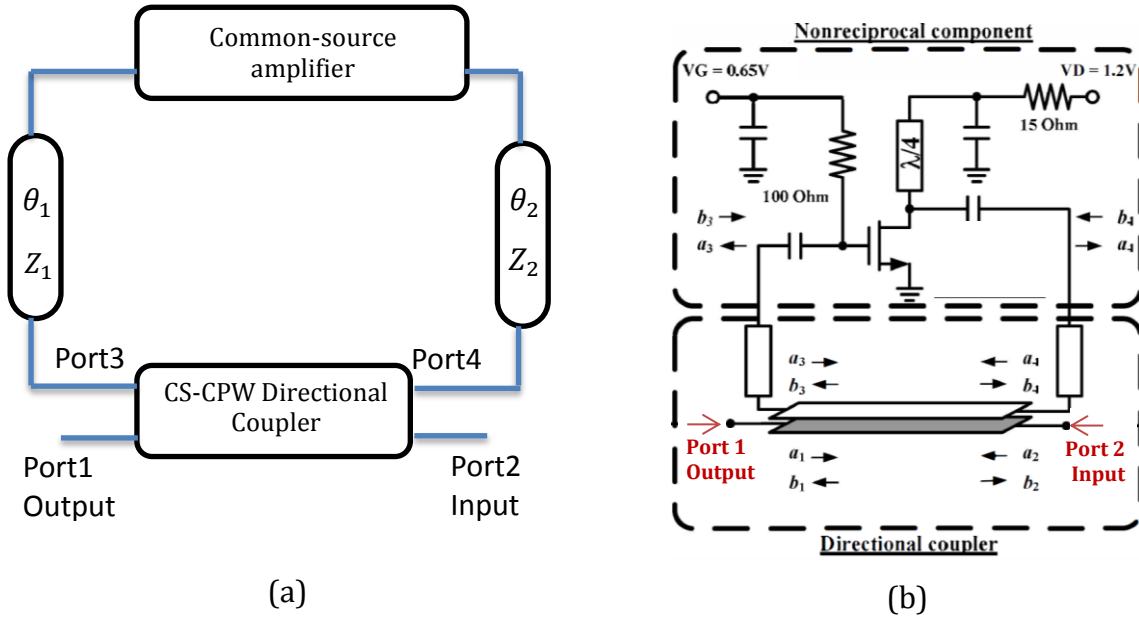 Common-source
amplifier
θ1
Z1
θ2
Z2
Port3
Port4
CS-CPW Directional
Coupler
Port1
Output
Port2
Input
(a)
Nonreciprocal component
VG = 0.65V
VD = 1.2V
15 Ohm
λ/4
100 Ohm
b3
a3
b4
a4
a3
b3
a4
b4
Port 1
Output
Port 2
Input
a1
b1
a2
b2
Directional coupler
(b)